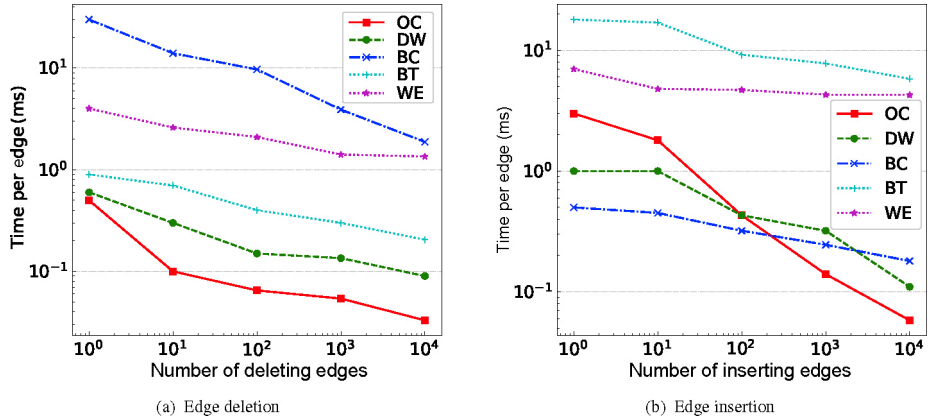 OC
DW
BC
BT
WE
10^1
10^0
10^-1
Time per edge (ms)
10^0 10^1 10^2 10^3 10^4
Number of deleting edges
(a) Edge deletion
10^1
10^0
10^-1
Time per edge (ms)
OC
DW
BC
BT
WE
10^0 10^1 10^2 10^3 10^4
Number of inserting edges
(b) Edge insertion